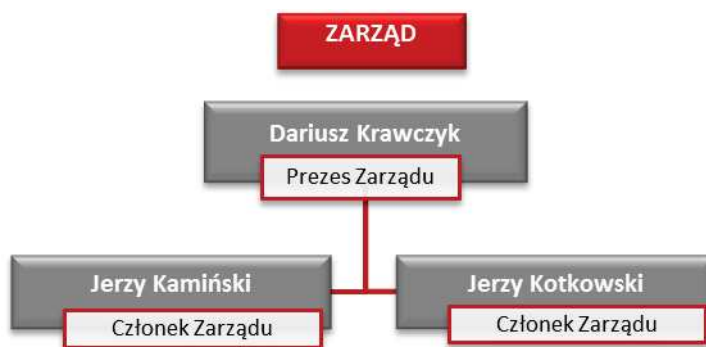 ZARZĄD
Dariusz Krawczyk
Prezes Zarządu
Jerzy Kamiński
Członek Zarządu
Jerzy Kotkowski
Członek Zarządu